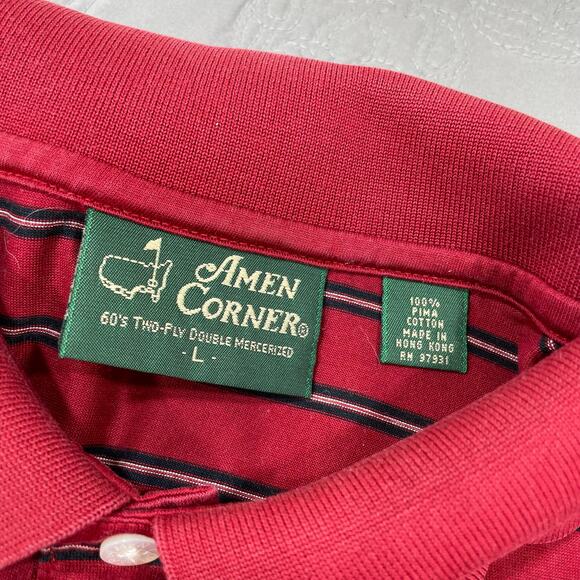 AMEN
CORNER®
60's TWO-PLY DOUBLE MERCERIZED
- L -
100%
PIMA
COTTON
MADE IN
HONG KONG
RN 97931